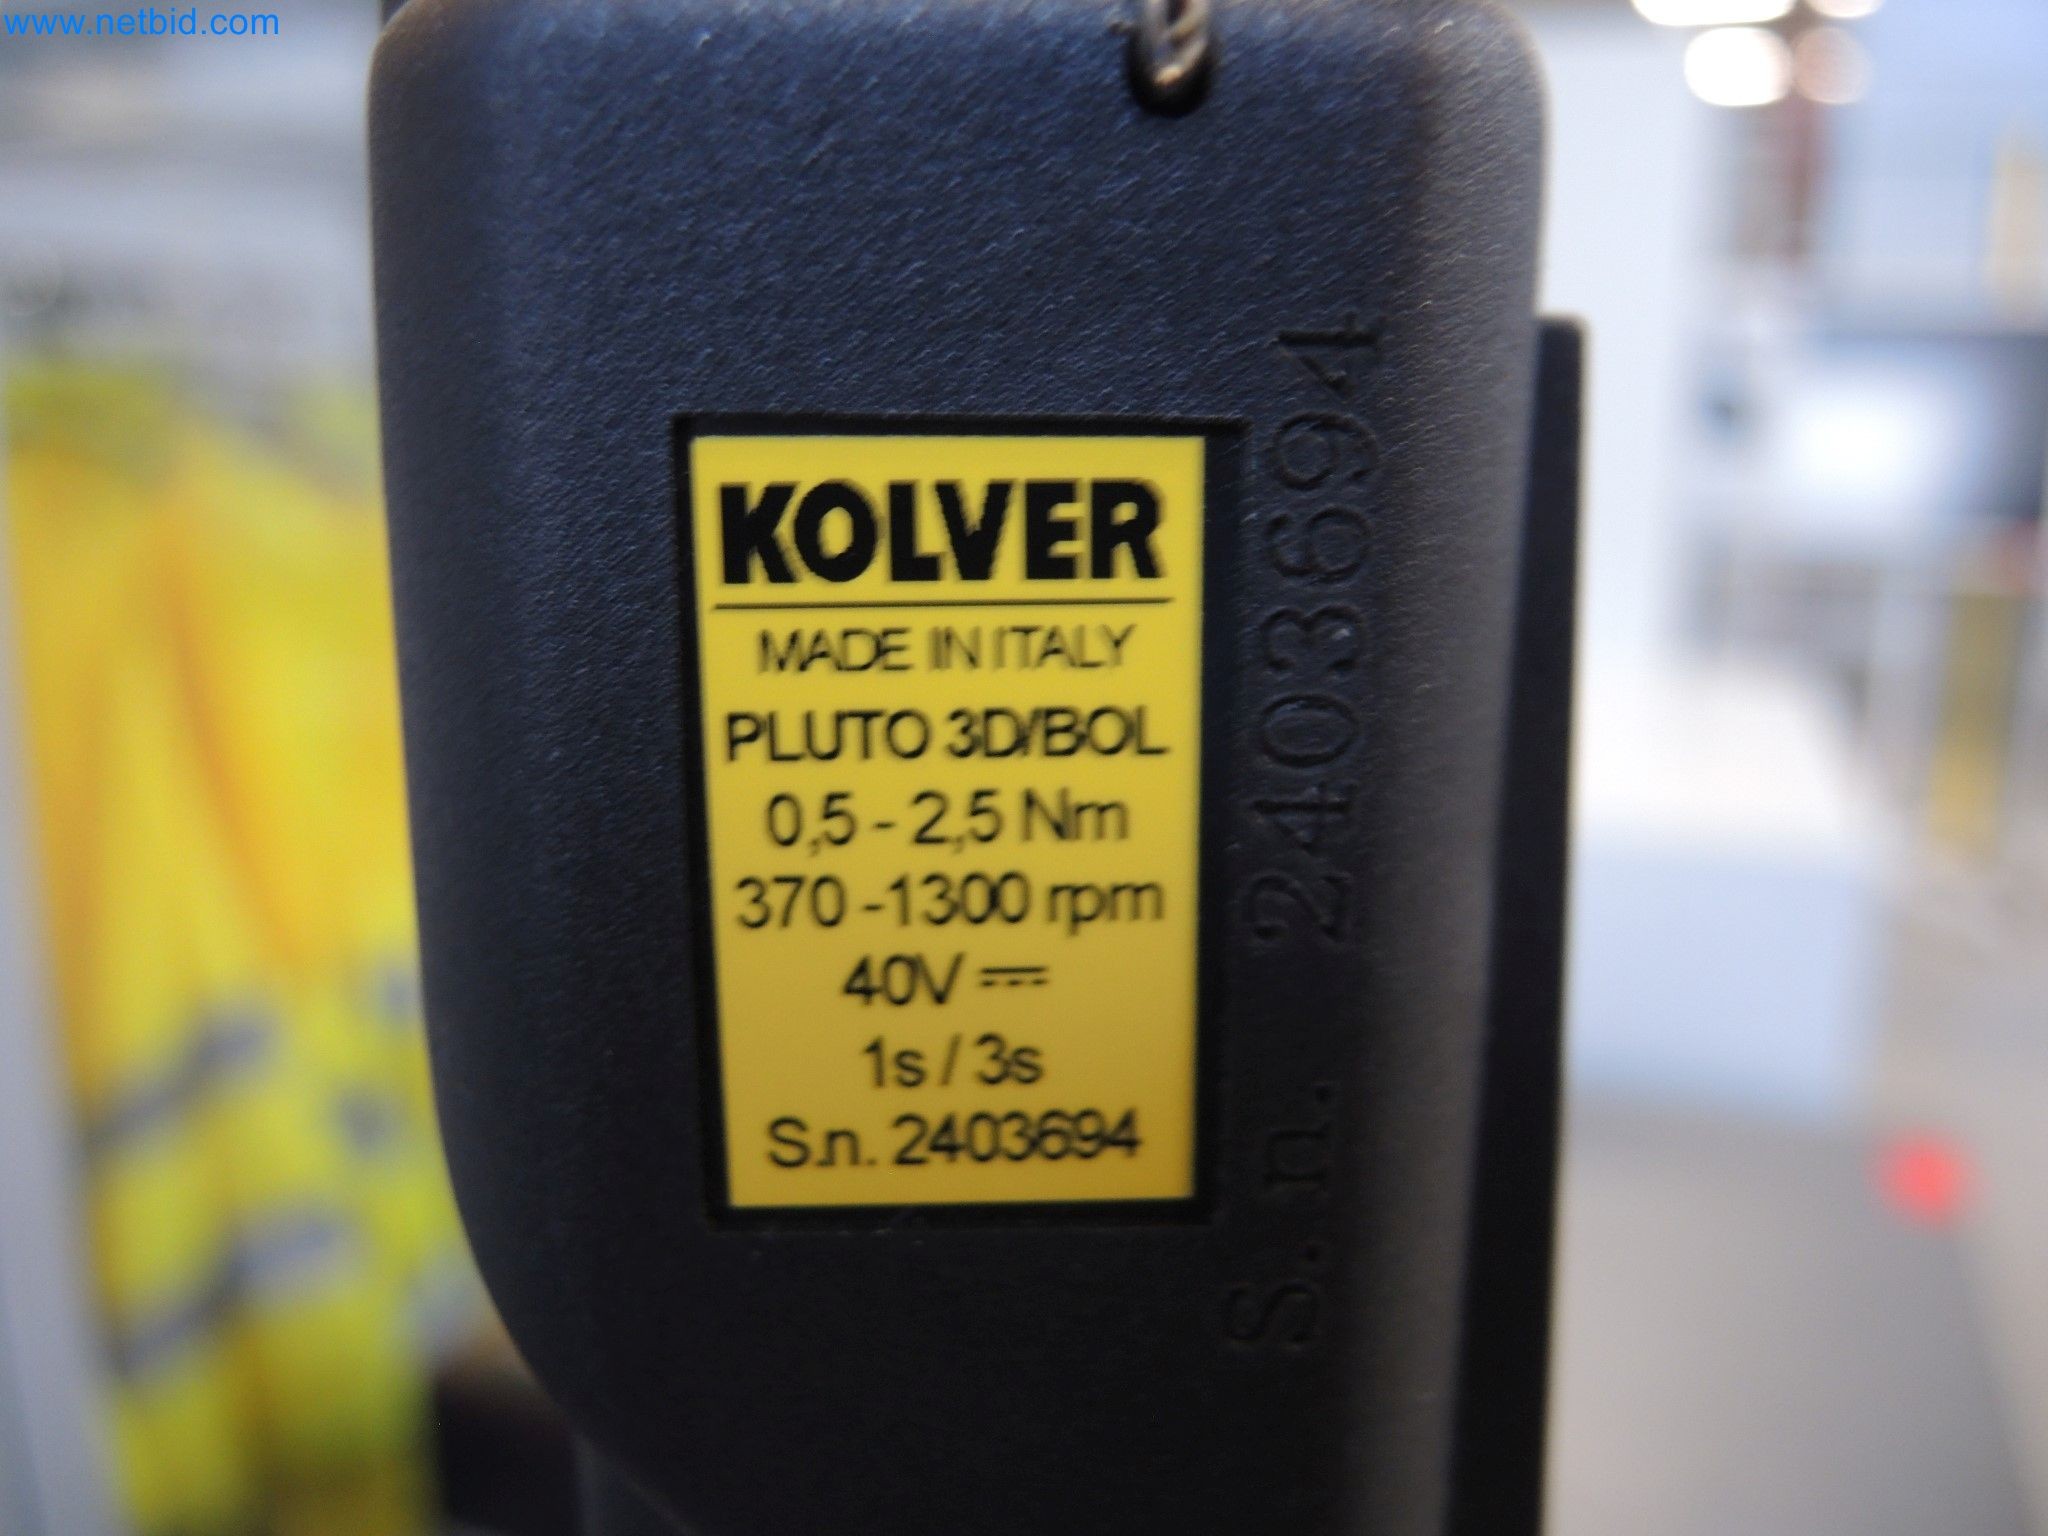 www.netbid.com
KOLVER
MADE IN ITALY
PLUTO 3D/BOL
0,5 - 2,5 Nm
370 -1300 rpm
40V ⎓
1s / 3s
S.n. 2403694
S.n. 2403694